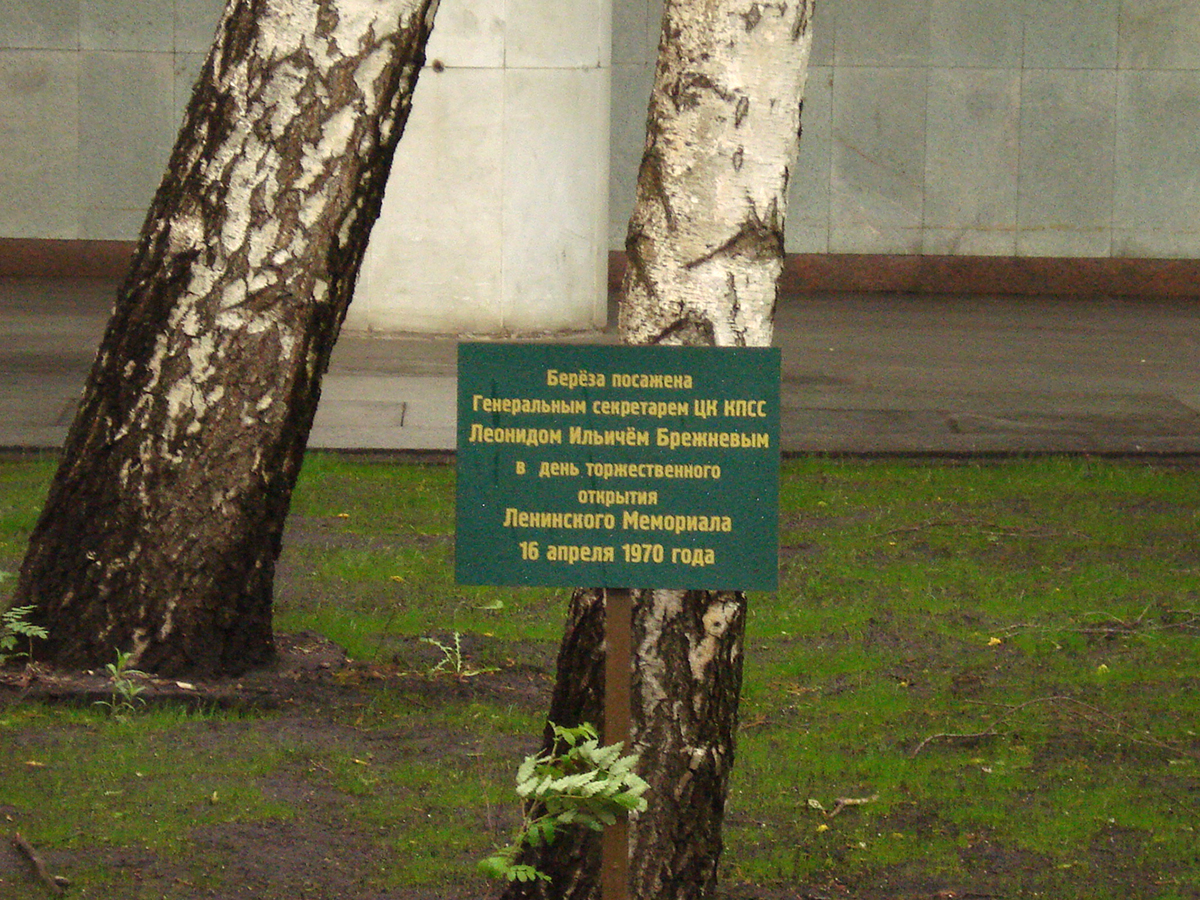 Берёза посажена
Генеральным секретарем ЦК КПСС
Леонидом Ильичём Брежневым
в день торжественного
открытия
Ленинского Мемориала
16 апреля 1970 года